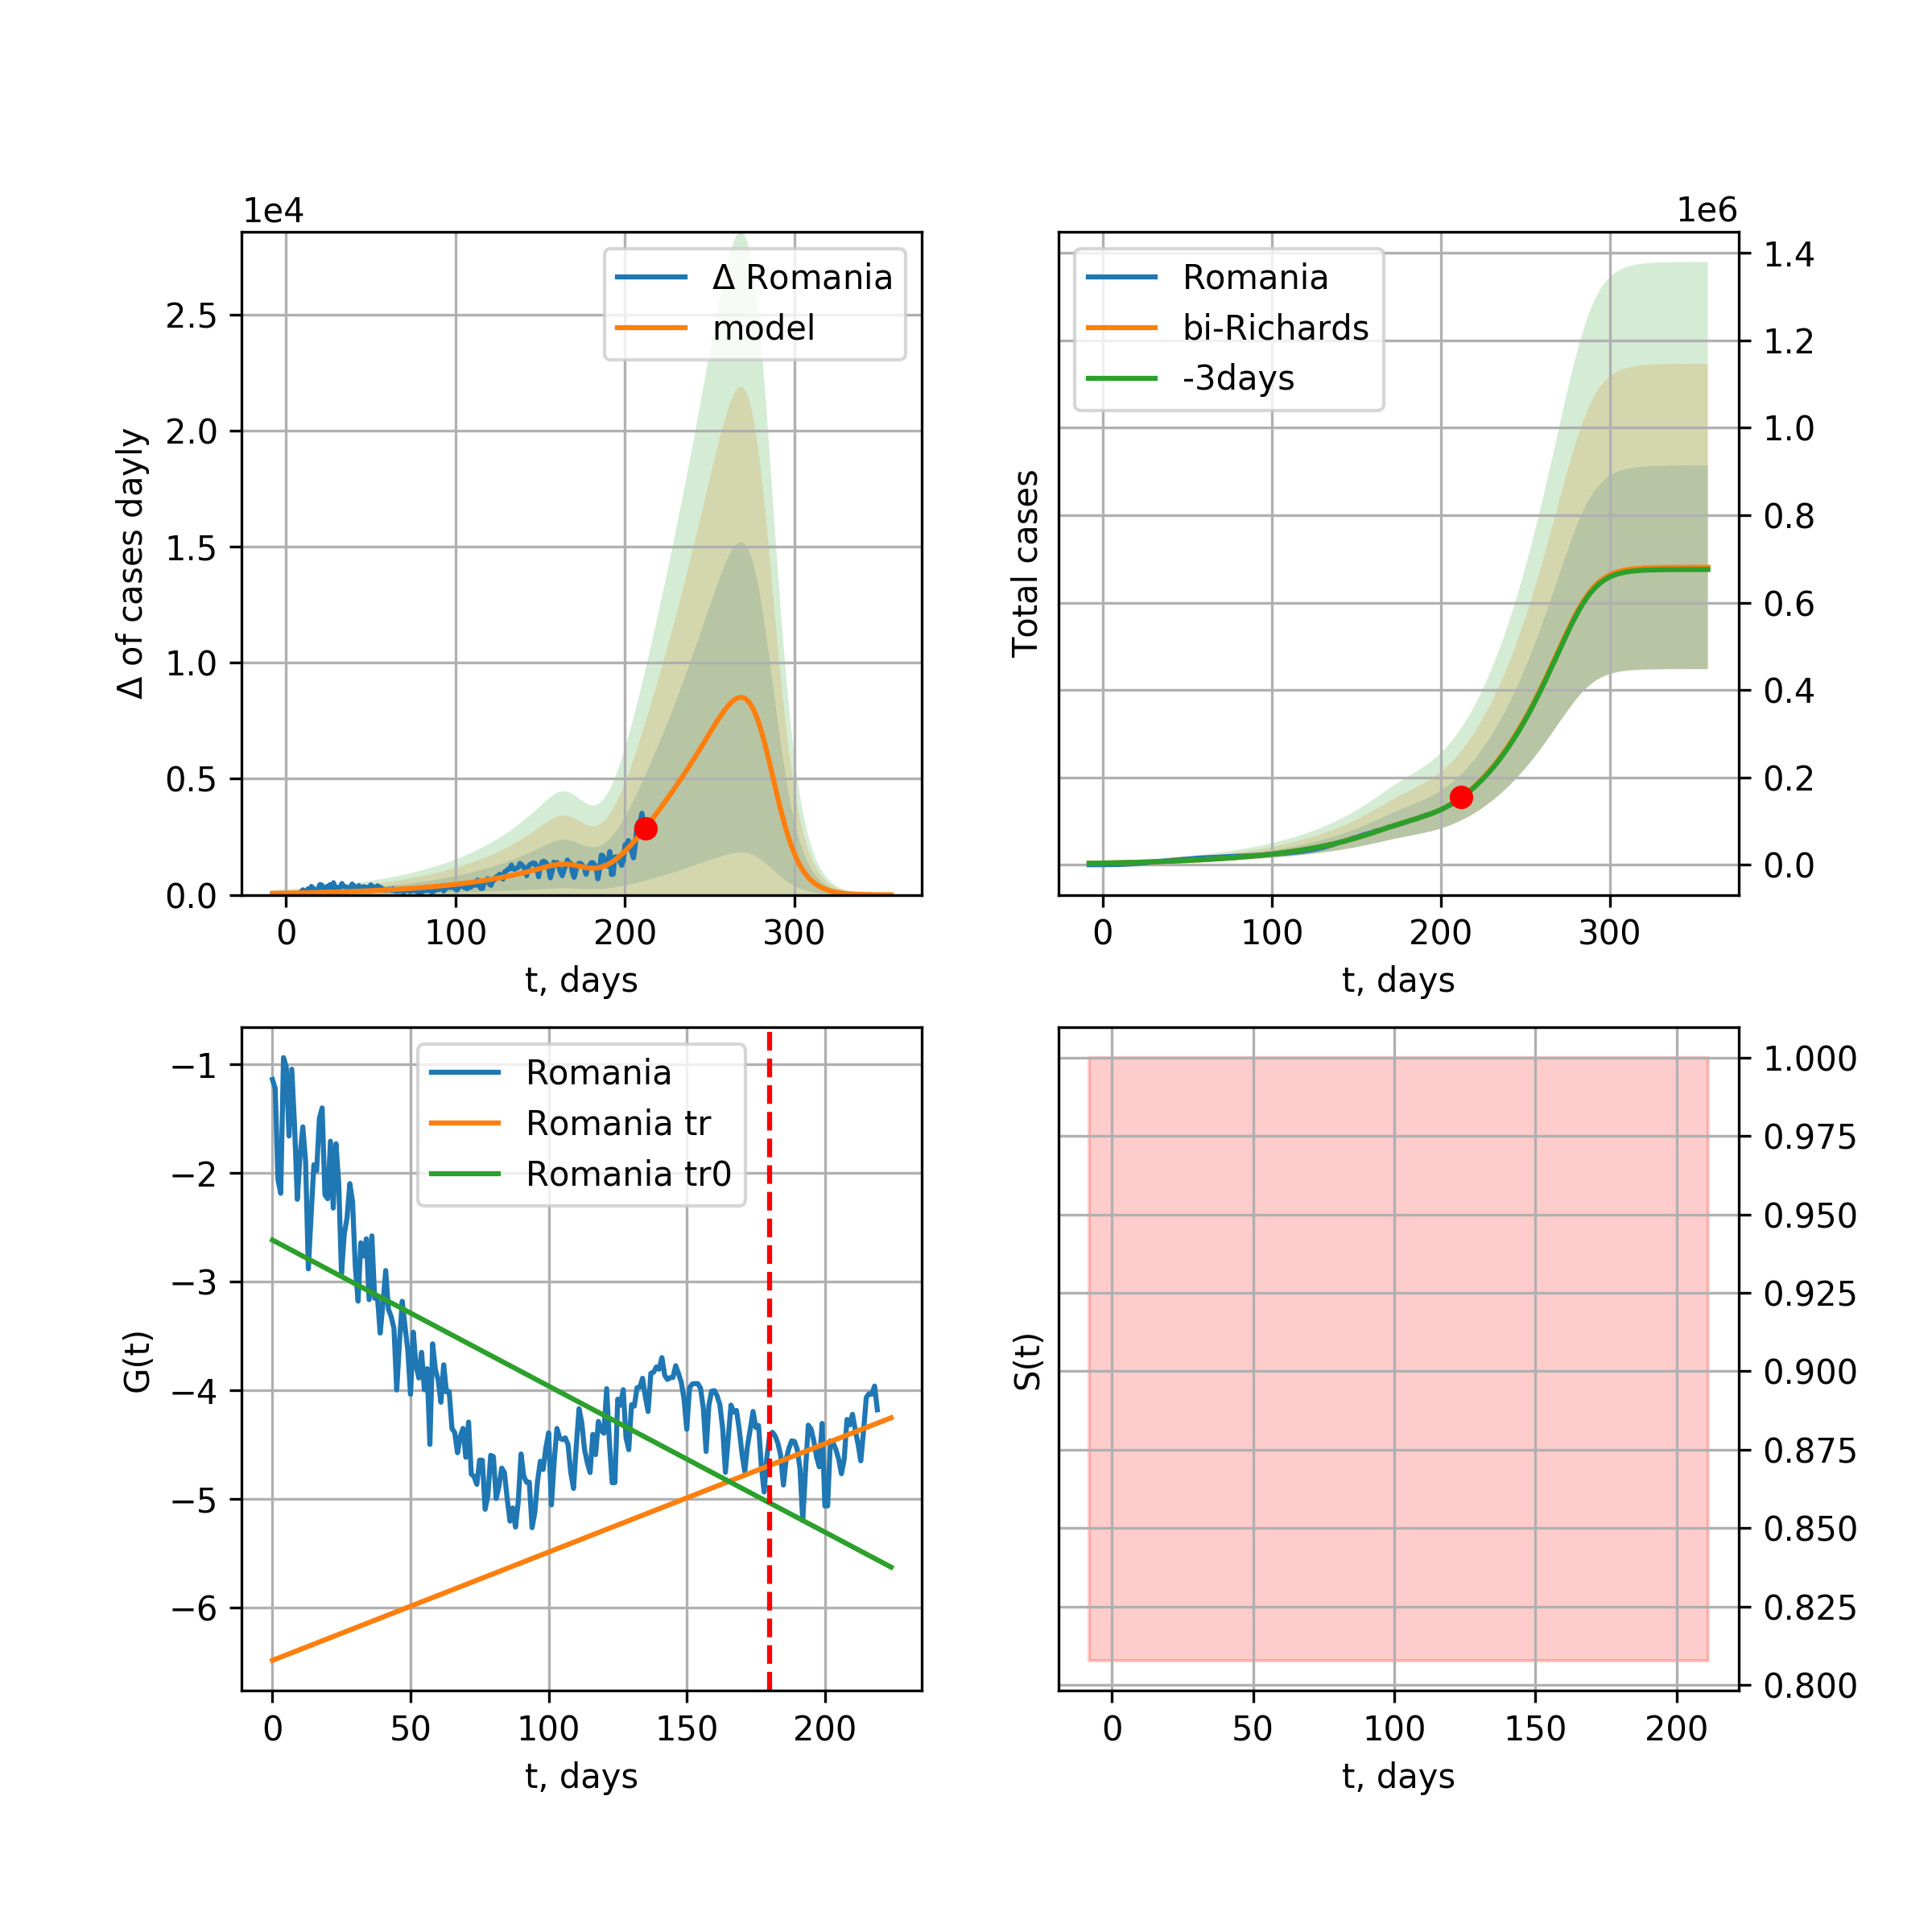 1e4
Δ Romania
model
2.5
2.0
1.5
1.0
0.5
0.0
Δ of cases dayly
0 100 200 300
t, days
1e6
Romania
bi-Richards
-3days
1.4
1.2
1.0
0.8
0.6
0.4
0.2
0.0
Total cases
0 100 200 300
t, days
Romania
Romania tr
Romania tr0
−1
−2
−3
−4
−5
−6
G(t)
0 50 100 150 200
t, days
1.000
0.975
0.950
0.925
0.900
0.875
0.850
0.825
0.800
S(t)
0 50 100 150 200
t, days